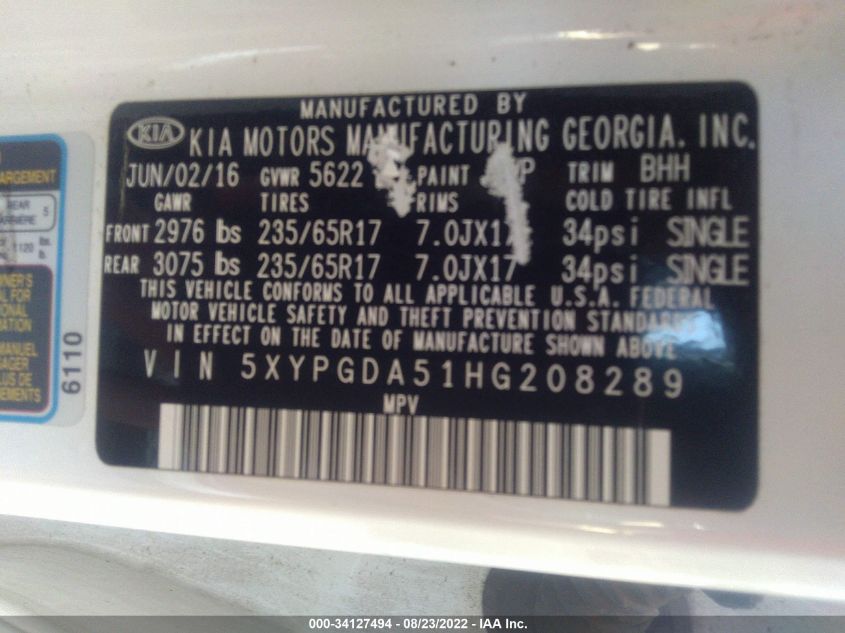 MANUFACTURED BY
KIA KIA MOTORS MANUFACTURING GEORGIA, INC.
JUN/02/16 GVWR 5622 PAINT TRIM BHH
GAWR TIRES RIMS COLD TIRE INFL
FRONT 2976 lbs 235/65R17 7.0JX17 34psi SINGLE
REAR 3075 lbs 235/65R17 7.0JX17 34psi SINGLE
THIS VEHICLE CONFORMS TO ALL APPLICABLE U.S.A. FEDERAL
MOTOR VEHICLE SAFETY AND THEFT PREVENTION STANDARDS
IN EFFECT ON THE DATE OF MANUFACTURE SHOWN ABOVE
VIN 5XYPGDA51HG208289
MPV
ARGEMENT
REAR 5
6110
000-34127494 - 08/23/2022 - IAA Inc.